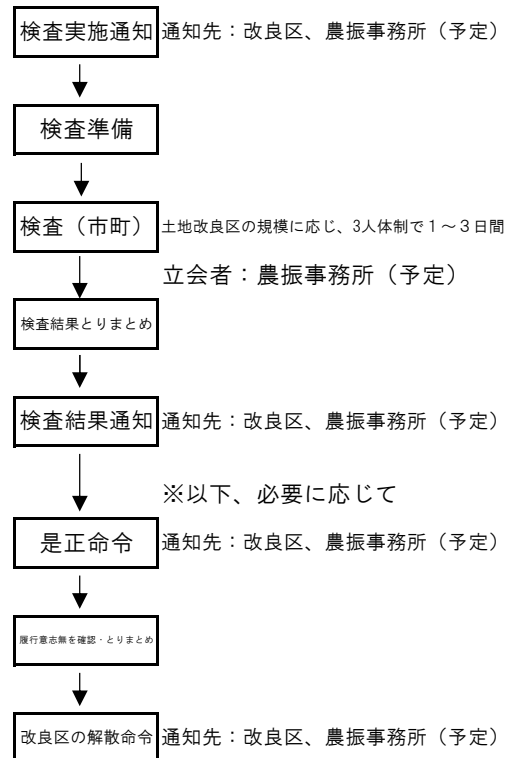 検査実施通知 通知先：改良区、農振事務所（予定）
検査準備
検査（市町） 土地改良区の規模に応じ、3人体制で１～３日間
立会者：農振事務所（予定）
検査結果とりまとめ
検査結果通知 通知先：改良区、農振事務所（予定）
※以下、必要に応じて
是正命令 通知先：改良区、農振事務所（予定）
履行意志無を確認・とりまとめ
改良区の解散命令 通知先：改良区、農振事務所（予定）